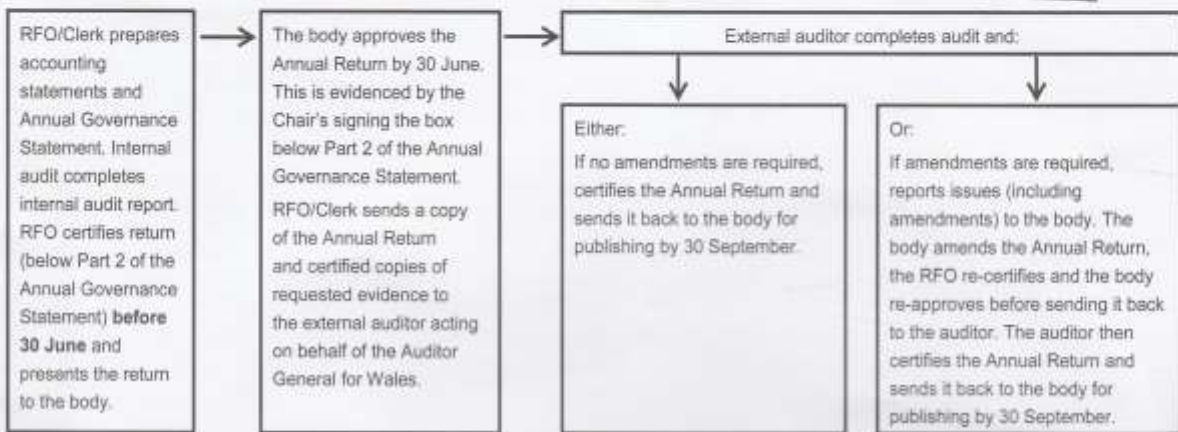 RFO/Clerk prepares
accounting
statements and
Annual Governance
Statement. Internal
audit completes
internal audit report.
RFO certifies return
(below Part 2 of the
Annual Governance
Statement) before
30 June and
presents the return
to the body.
The body approves the
Annual Return by 30 June.
This is evidenced by the
Chair's signing the box
below Part 2 of the Annual
Governance Statement.
RFO/Clerk sends a copy
of the Annual Return
and certified copies of
requested evidence to
the external auditor acting
on behalf of the Auditor
General for Wales.
External auditor completes audit and:
Either:
If no amendments are required,
certifies the Annual Return and
sends it back to the body for
publishing by 30 September.
Or:
If amendments are required,
reports issues (including
amendments) to the body. The
body amends the Annual Return,
the RFO re-certifies and the body
re-approves before sending it back
to the auditor. The auditor then
certifies the Annual Return and
sends it back to the body for
publishing by 30 September.